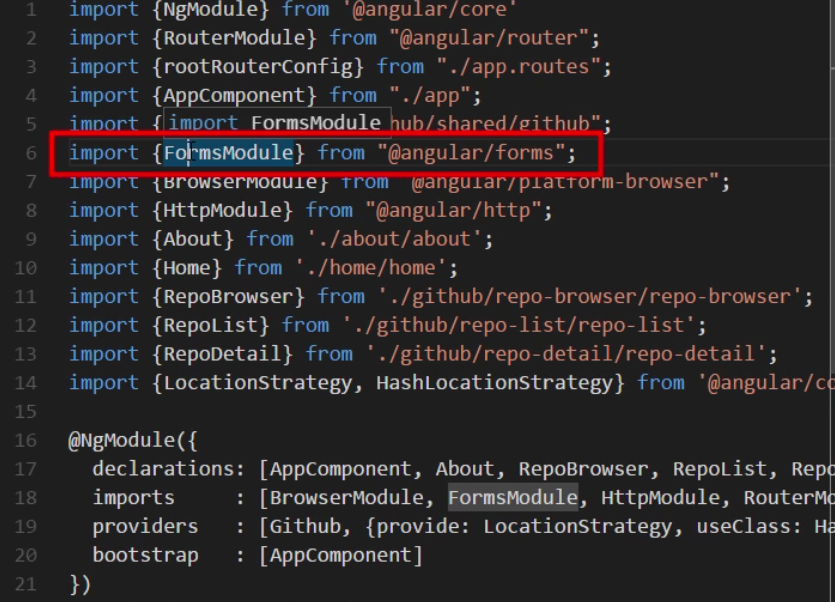 1 import {NgModule} from '@angular/core'
2 import {RouterModule} from "@angular/router";
3 import {rootRouterConfig} from "./app.routes";
4 import {AppComponent} from "./app";
5 import { import FormsModule hub/shared/github";
6 import {FormsModule} from "@angular/forms";
7 import {BrowserModule} from "@angular/platform-browser";
8 import {HttpModule} from "@angular/http";
9 import {About} from './about/about';
10 import {Home} from './home/home';
11 import {RepoBrowser} from './github/repo-browser/repo-browser';
12 import {RepoList} from './github/repo-list/repo-list';
13 import {RepoDetail} from './github/repo-detail/repo-detail';
14 import {LocationStrategy, HashLocationStrategy} from '@angular/co
15
16 @NgModule({
17 declarations: [AppComponent, About, RepoBrowser, RepoList, Repo
18 imports : [BrowserModule, FormsModule, HttpModule, RouterMo
19 providers : [Github, {provide: LocationStrategy, useClass: Ha
20 bootstrap : [AppComponent]
21 })